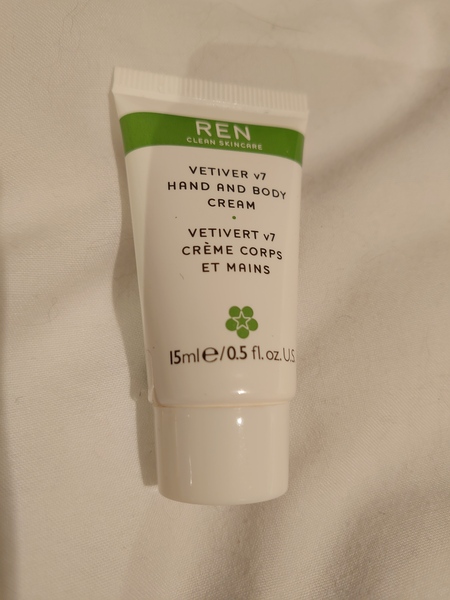 REN
CLEAN SKINCARE
VETIVER v7
HAND AND BODY
CREAM
VETIVERT v7
CRÈME CORPS
ET MAINS
15ml℮/0.5 fl. oz. U.S.